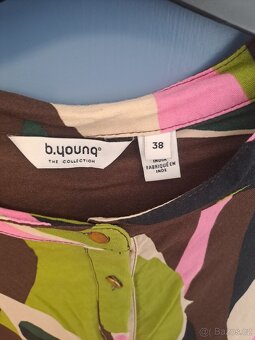 b.young®
THE COLLECTION
38
INDIA
FABRIQUÉ EN
INDE